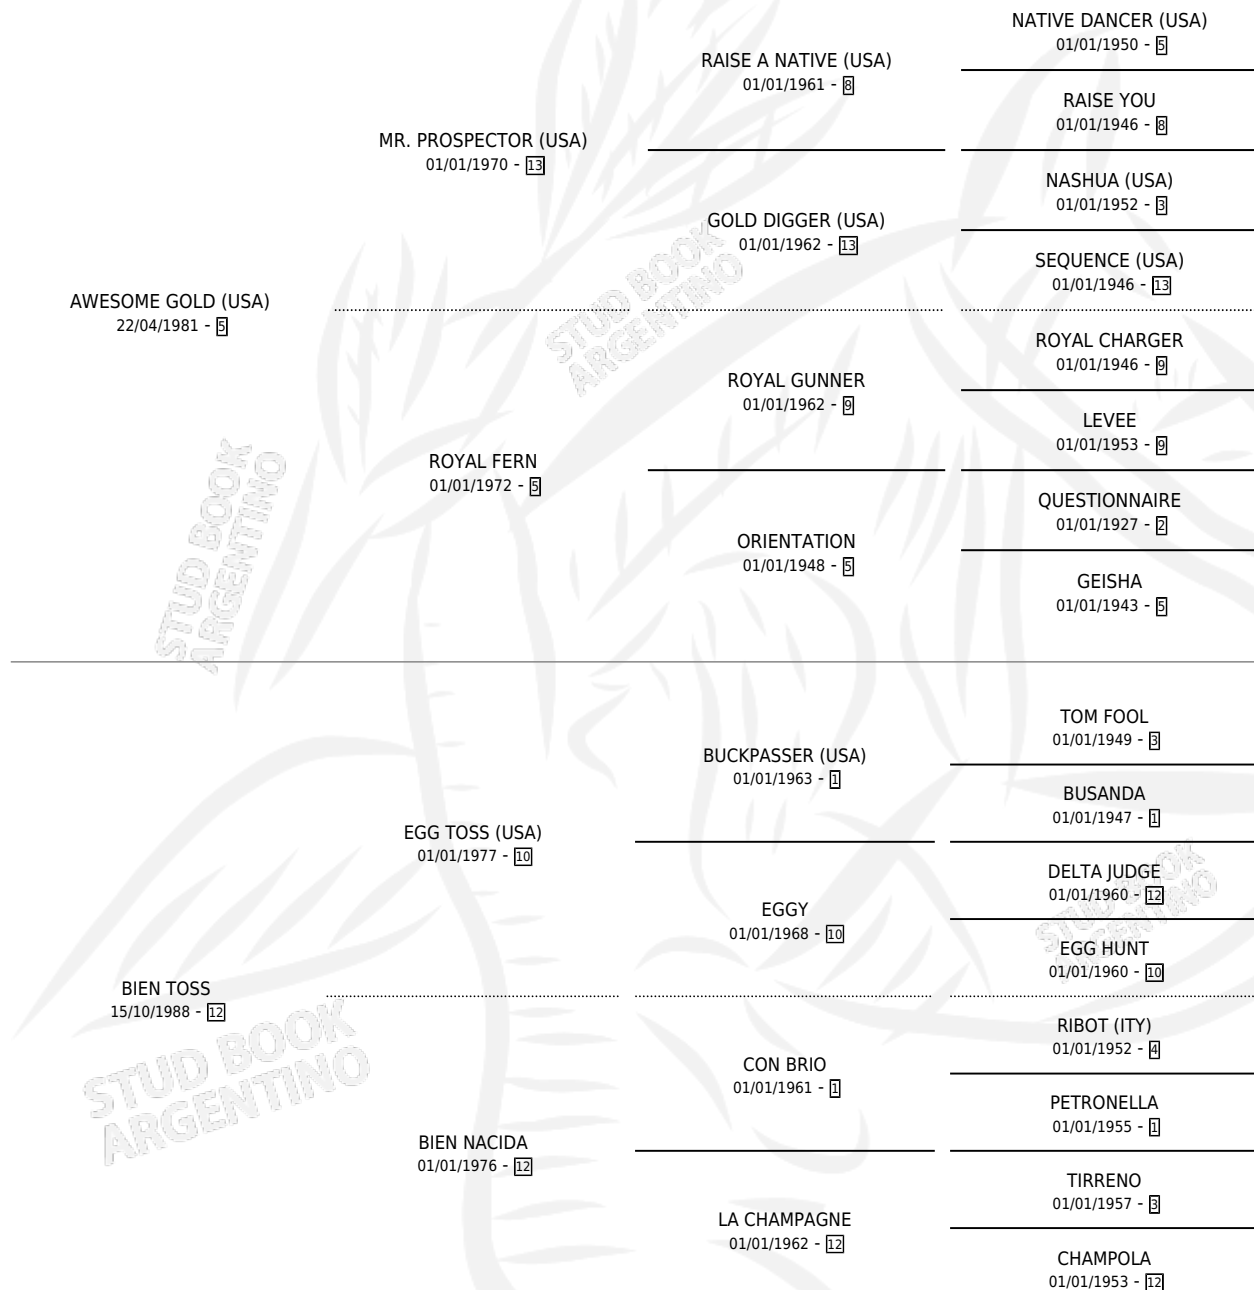 NATIVE DANCER (USA)
01/01/1950 - 5
RAISE A NATIVE (USA)
01/01/1961 - 8
RAISE YOU
01/01/1946 - 8
MR. PROSPECTOR (USA)
01/01/1970 - 13
NASHUA (USA)
01/01/1952 - 3
GOLD DIGGER (USA)
01/01/1962 - 13
SEQUENCE (USA)
01/01/1946 - 13
AWESOME GOLD (USA)
22/04/1981 - 5
STUD BOOK
ARGENTINO
ROYAL CHARGER
01/01/1946 - 9
ROYAL GUNNER
01/01/1962 - 9
LEVEE
01/01/1953 - 9
ROYAL FERN
01/01/1972 - 5
QUESTIONNAIRE
01/01/1927 - 2
ORIENTATION
01/01/1948 - 5
GEISHA
01/01/1943 - 5
STUD BOOK
ARGENTINO
TOM FOOL
01/01/1949 - 3
BUCKPASSER (USA)
01/01/1963 - 1
BUSANDA
01/01/1947 - 1
EGG TOSS (USA)
01/01/1977 - 10
DELTA JUDGE
01/01/1960 - 12
STUD BOOK
ARGENTINO
EGGY
01/01/1968 - 10
EGG HUNT
01/01/1960 - 10
BIEN TOSS
15/10/1988 - 12
STUD BOOK
ARGENTINO
RIBOT (ITY)
01/01/1952 - 4
CON BRIO
01/01/1961 - 1
PETRONELLA
01/01/1955 - 1
BIEN NACIDA
01/01/1976 - 12
TIRRENO
01/01/1957 - 3
LA CHAMPAGNE
01/01/1962 - 12
CHAMPOLA
01/01/1953 - 12